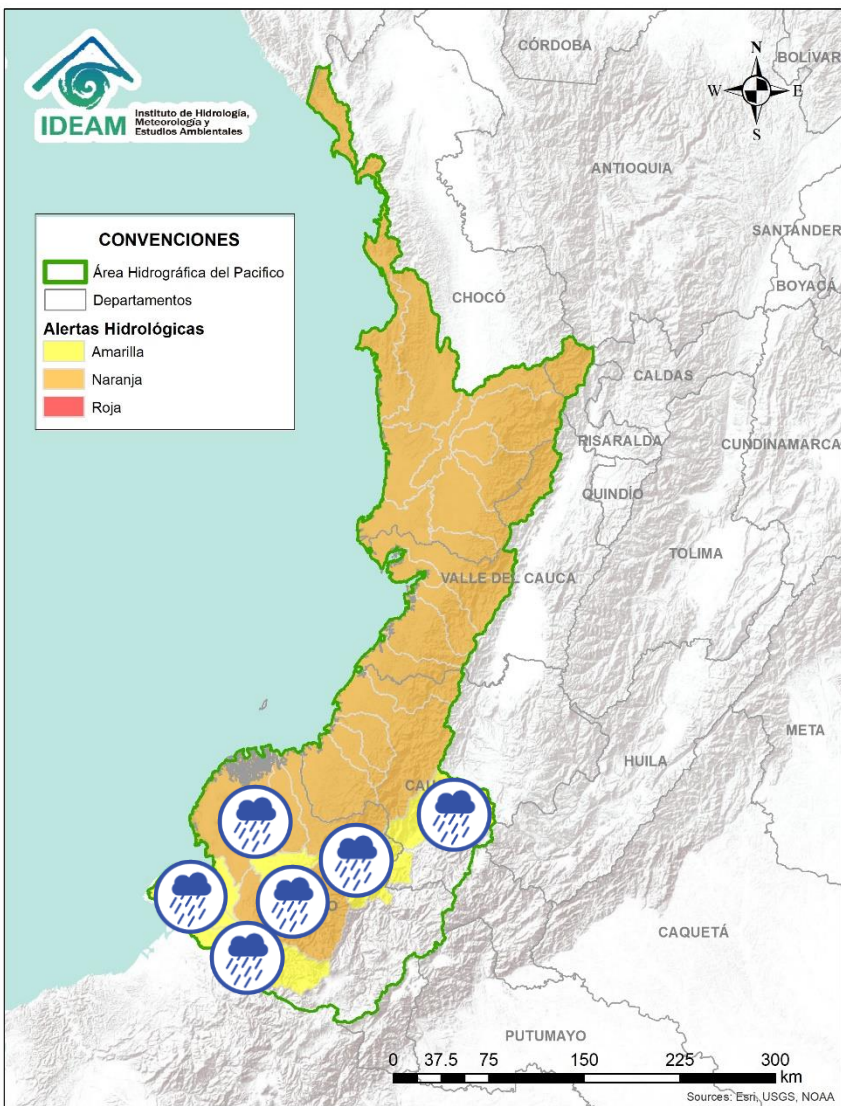 IDEAM
Instituto de Hidrología,
Meteorología y
Estudios Ambientales
CÓRDOBA
BOLÍVAR
N
W
E
S
ANTIOQUIA
SANTANDER
BOYACÁ
CONVENCIONES
Área Hidrográfica del Pacifico
Departamentos
Alertas Hidrológicas
Amarilla
Naranja
Roja
CHOCÓ
CALDAS
RISARALDA
CUNDINAMARCA
QUINDÍO
TOLIMA
VALLE DEL CAUCA
META
HUILA
CAU
O
CAQUETÁ
PUTUMAYO
0 37.5 75 150 225 300
km
Sources: Esri, USGS, NOAA